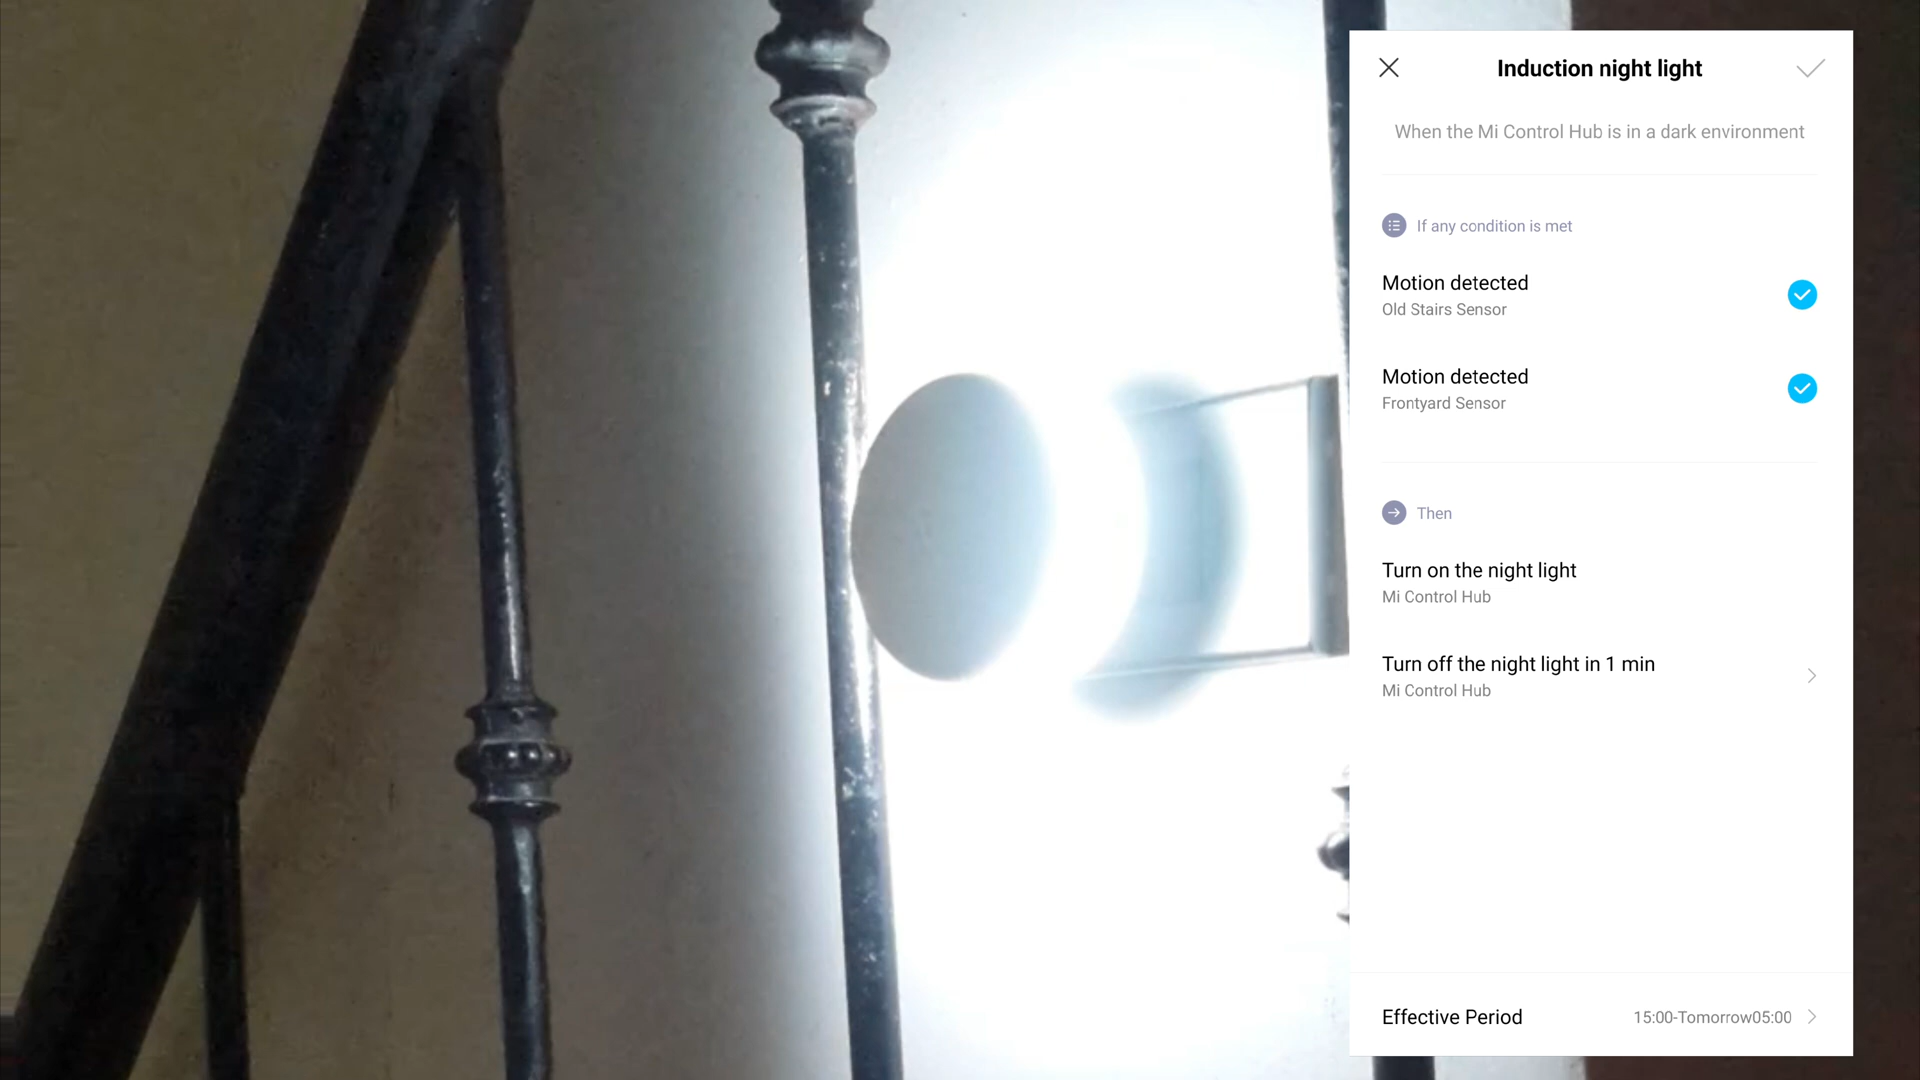 Induction night light
When the Mi Control Hub is in a dark environment
If any condition is met
Motion detected
Old Stairs Sensor
Motion detected
Frontyard Sensor
Then
Turn on the night light
Mi Control Hub
Turn off the night light in 1 min
Mi Control Hub
Effective Period 15:00-Tomorrow05:00